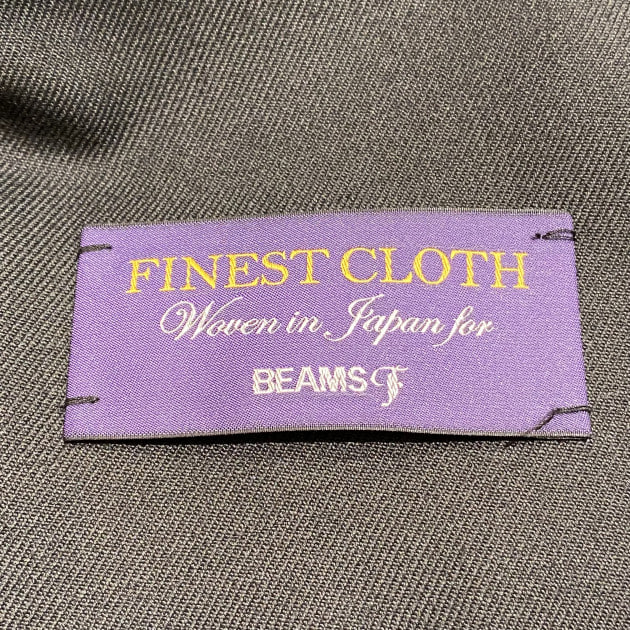 FINEST CLOTH
Woven in Japan for
BEAMS F